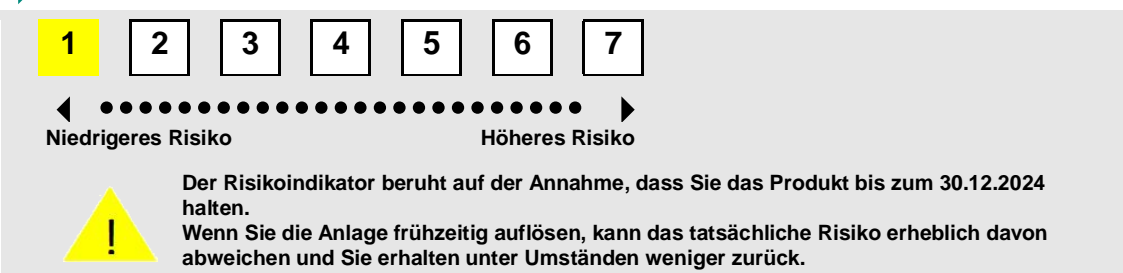 1 2 3 4 5 6 7
Niedrigeres Risiko Höheres Risiko
!
Der Risikoindikator beruht auf der Annahme, dass Sie das Produkt bis zum 30.12.2024
halten.
Wenn Sie die Anlage frühzeitig auflösen, kann das tatsächliche Risiko erheblich davon
abweichen und Sie erhalten unter Umständen weniger zurück.